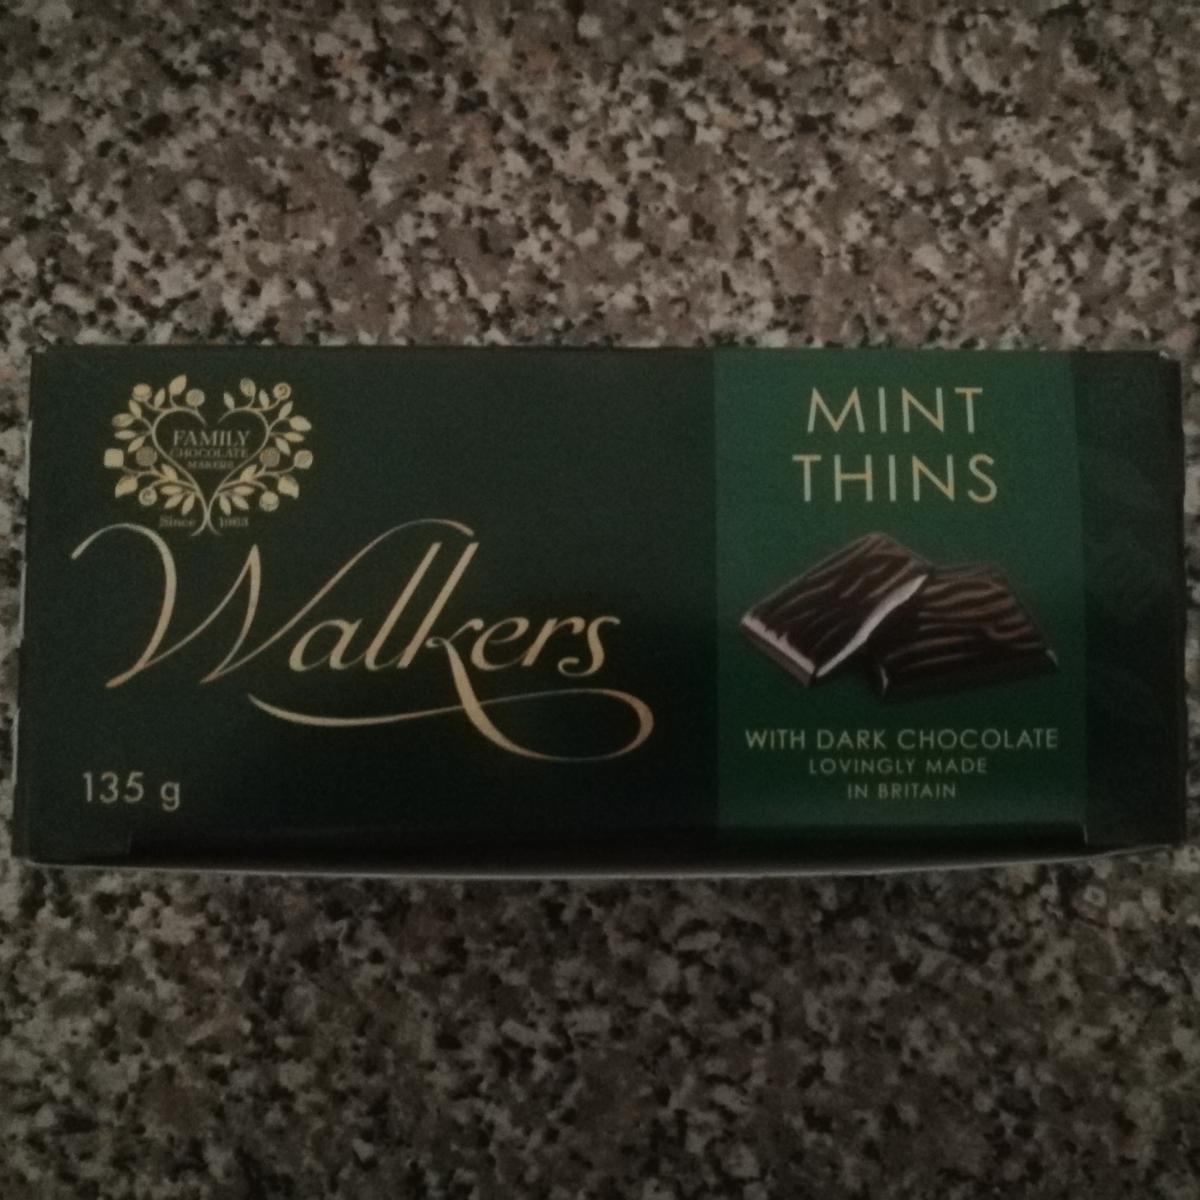 FAMILY
CHOCOLATE
MAKERS
Since 1963
Walkers
135 g
MINT
THINS
WITH DARK CHOCOLATE
LOVINGLY MADE
IN BRITAIN